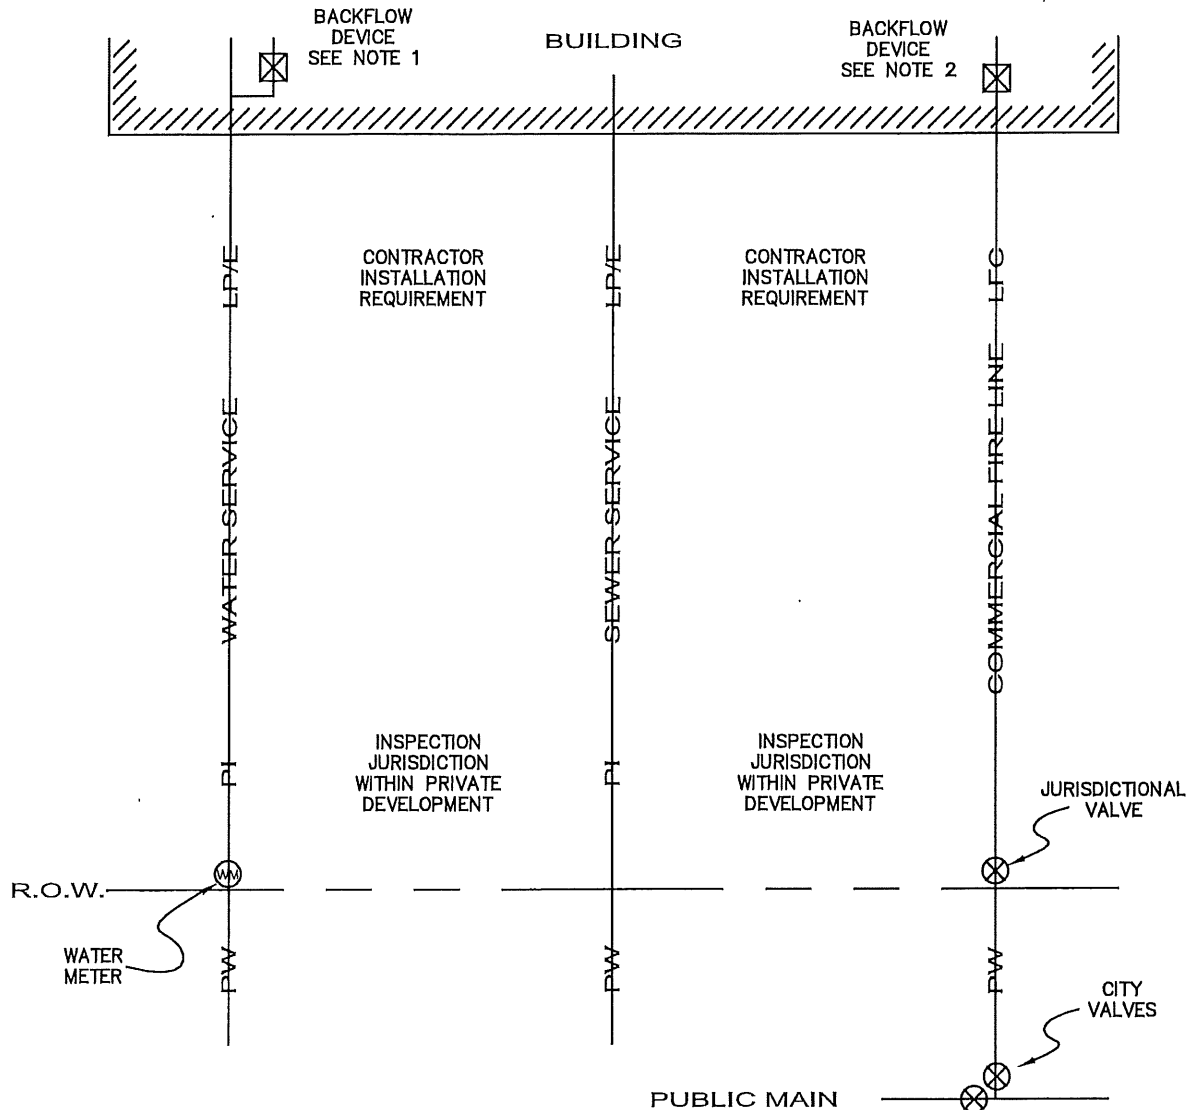 BACKFLOW
DEVICE
SEE NOTE 1
BUILDING
BACKFLOW
DEVICE
SEE NOTE 2
LP/E
CONTRACTOR
INSTALLATION
REQUIREMENT
LP/E
CONTRACTOR
INSTALLATION
REQUIREMENT
LFC
WATER SERVICE
SEWER SERVICE
COMMERCIAL FIRE LINE
PI
INSPECTION
JURISDICTION
WITHIN PRIVATE
DEVELOPMENT
PI
INSPECTION
JURISDICTION
WITHIN PRIVATE
DEVELOPMENT
JURISDICTIONAL
VALVE
WM
R.O.W.
WATER
METER
PW
PW
PW
CITY
VALVES
PUBLIC MAIN